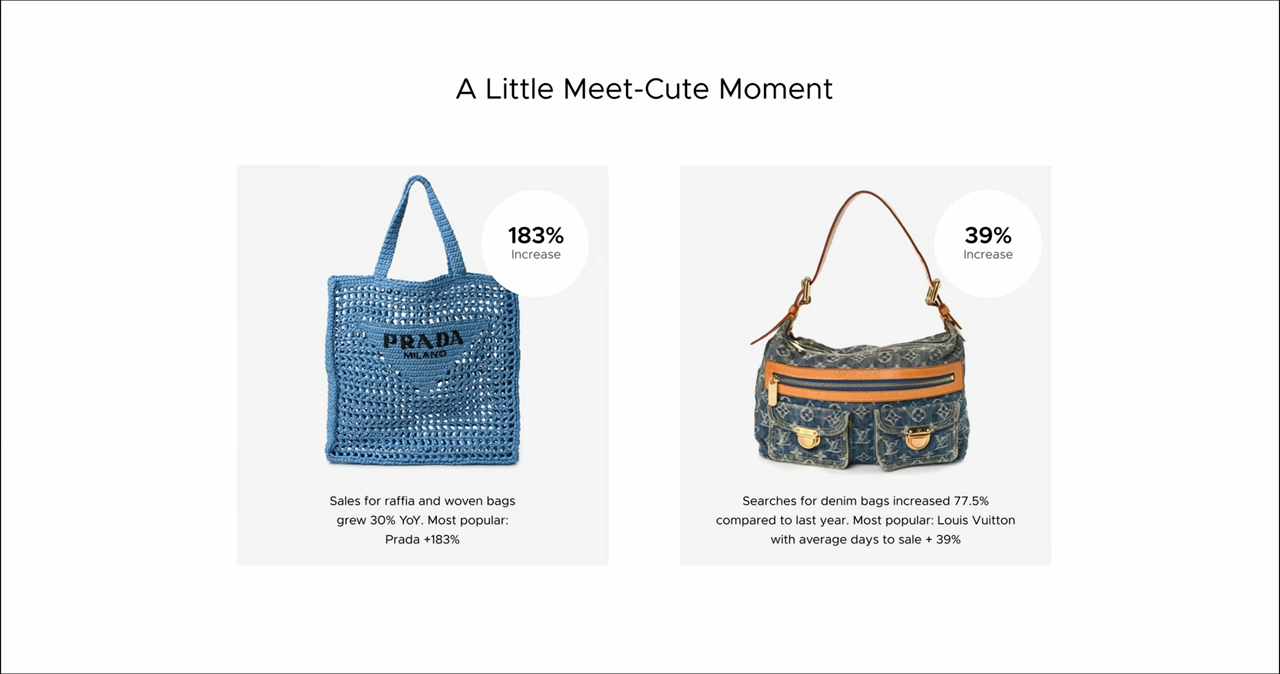 A Little Meet-Cute Moment
183%
Increase
PRADA
MILANO
Sales for raffia and woven bags
grew 30% YoY. Most popular:
Prada +183%
39%
Increase
Searches for denim bags increased 77.5%
compared to last year. Most popular: Louis Vuitton
with average days to sale + 39%